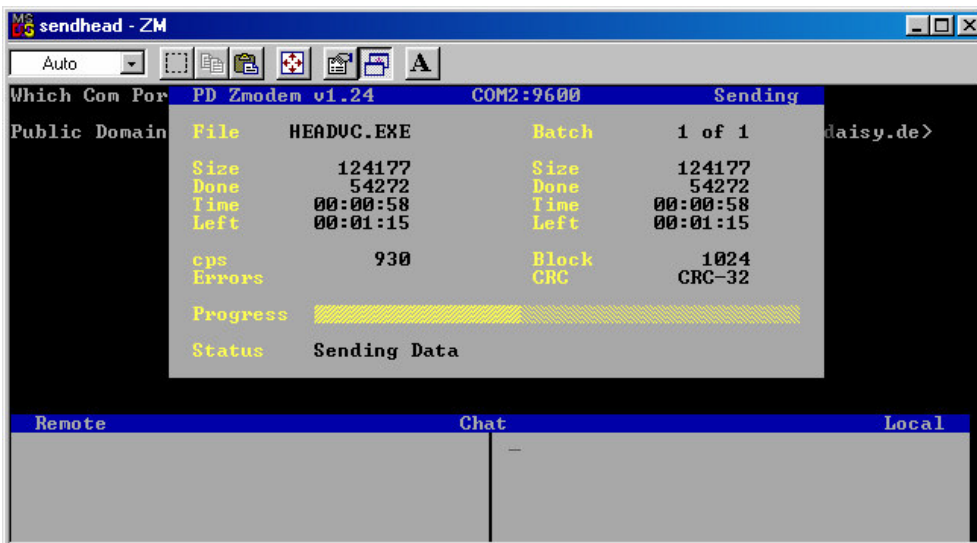 sendhead - ZM
Auto
A
Which Com Por PD Zmodem v1.24 COM2:9600 Sending
Public Domain File HEADVC.EXE Batch 1 of 1 daisy.de>
Size 124177 Size 124177
Done 54272 Done 54272
Time 00:00:58 Time 00:00:58
Left 00:01:15 Left 00:01:15
cps 930 Block 1024
Errors CRC CRC-32
Progress
Status Sending Data
Remote Chat Local